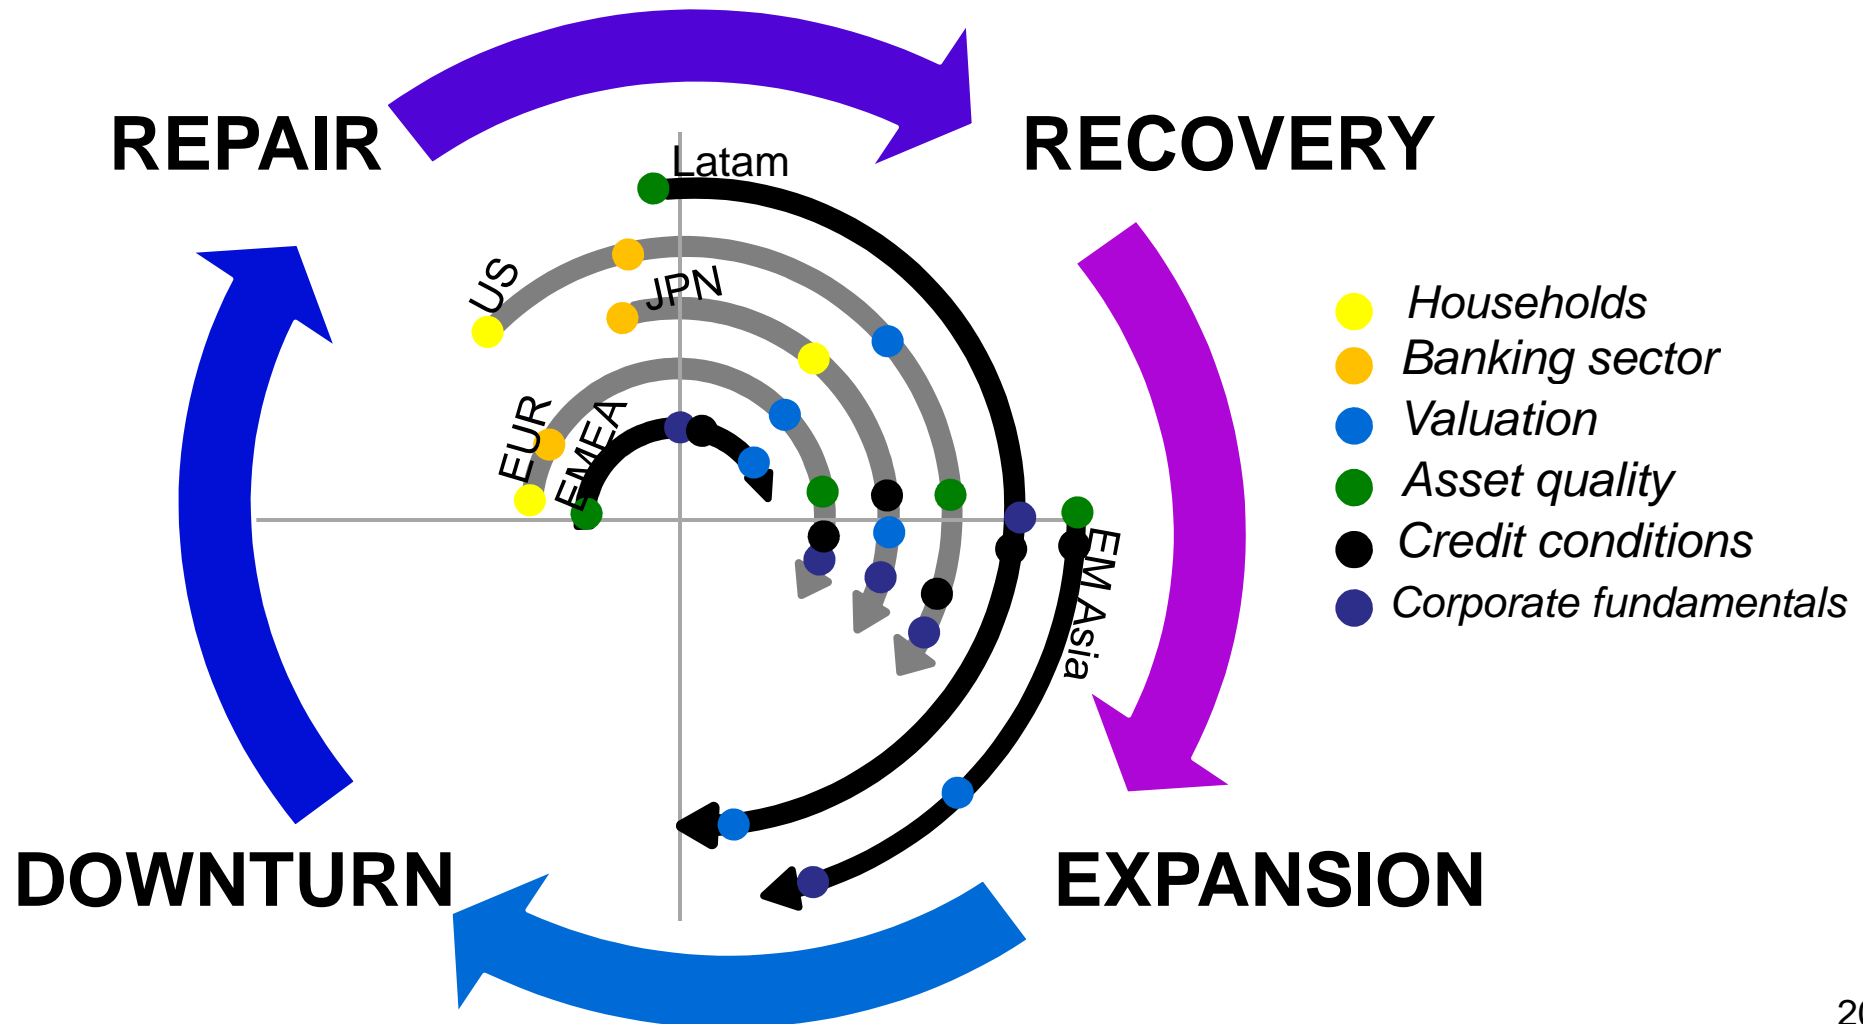 REPAIR
RECOVERY
Latam
US
JPN
EUR
EMEA
EM Asia
Households
Banking sector
Valuation
Asset quality
Credit conditions
Corporate fundamentals
DOWNTURN
EXPANSION